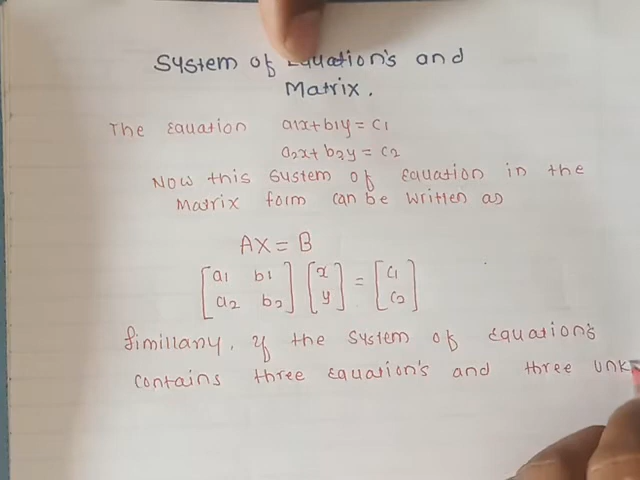 System of Equation's and
Matrix.
The Equation a1x+b1y = c1
a2x+b2y = c2
Now this System of Equation in the
Matrix form can be written as
AX = B
[a1 b1] [x] = [c1]
[a2 b2] [y] = [c2]
Simillary, if the System of Equation's
contains three Equation's and three unk